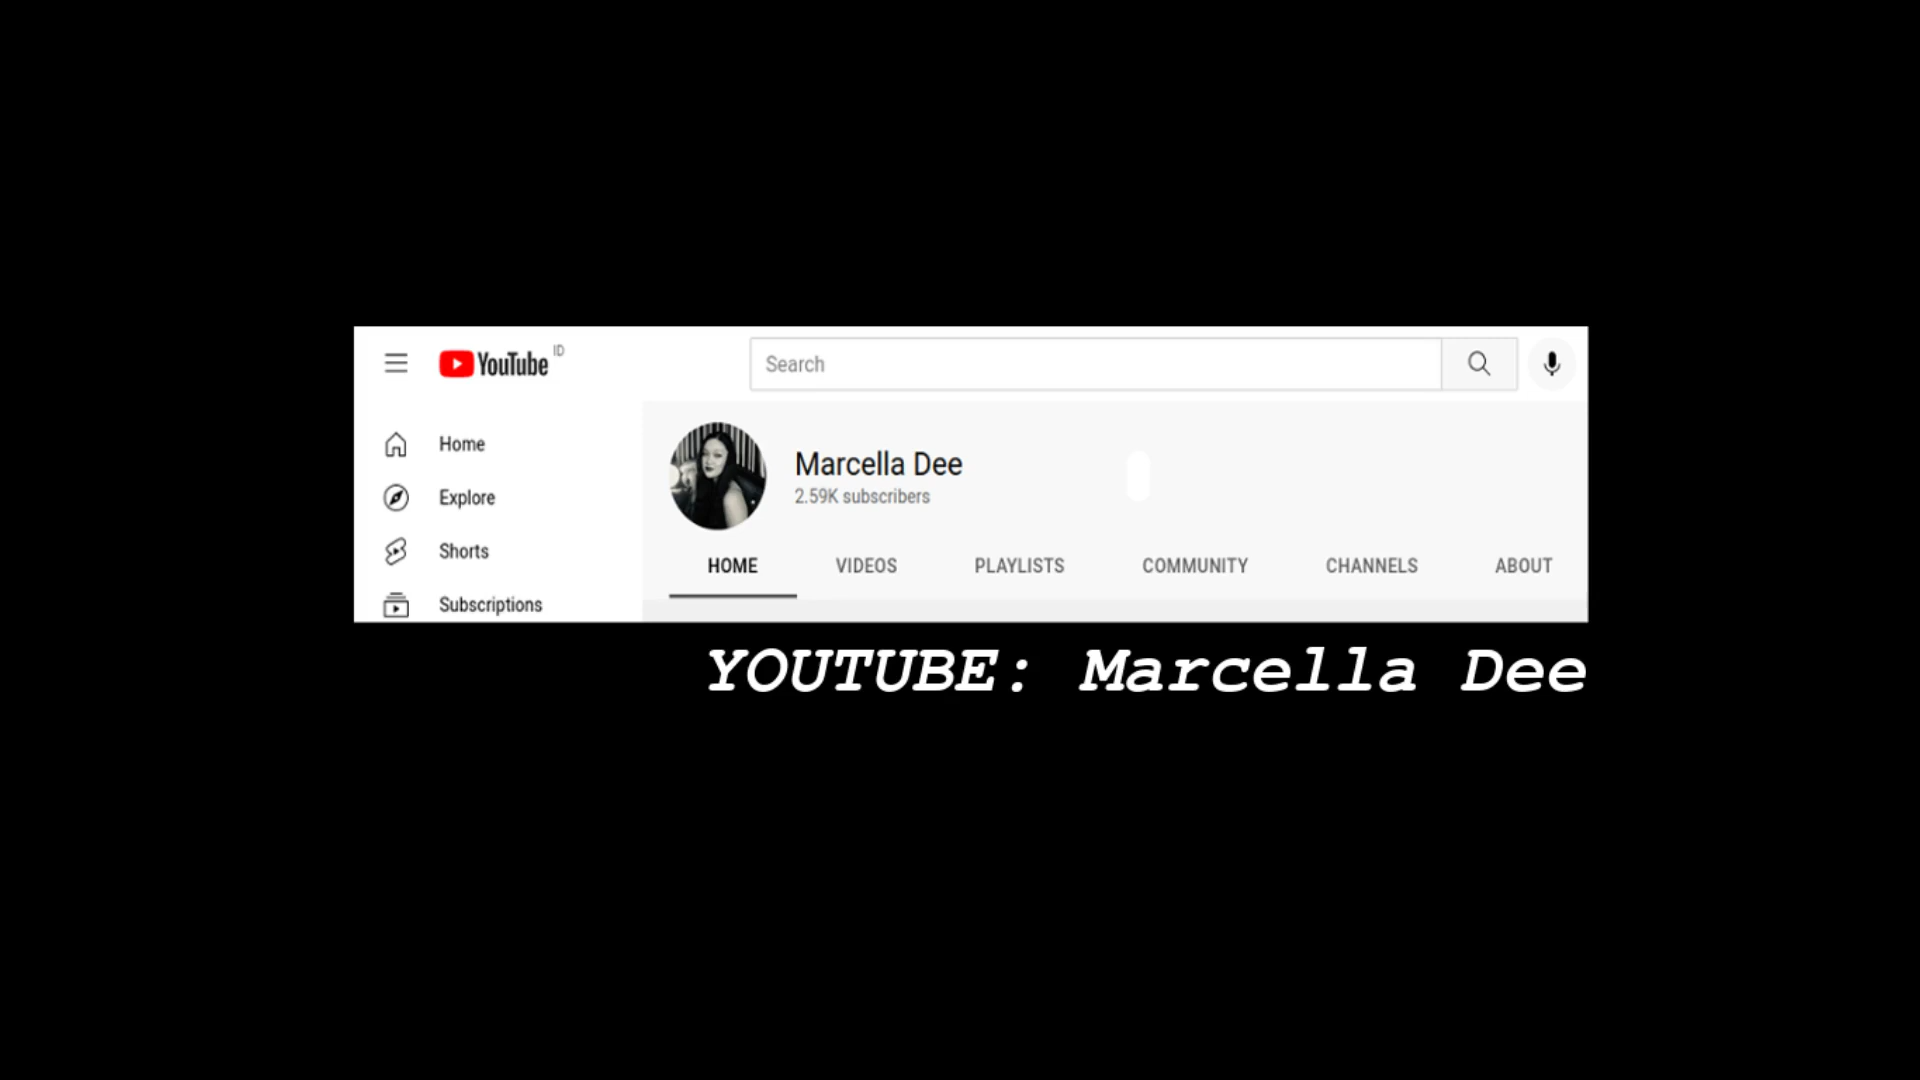 YouTube ID
Search
Home
Explore
Shorts
Subscriptions
Marcella Dee
2.59K subscribers
HOME VIDEOS PLAYLISTS COMMUNITY CHANNELS ABOUT
YOUTUBE: Marcella Dee